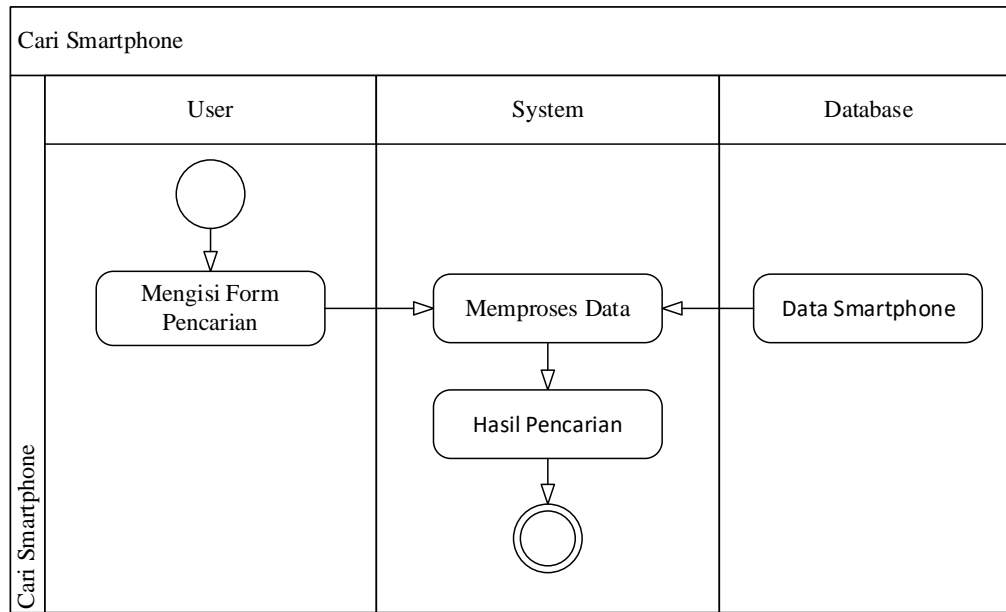 Cari Smartphone
User
System
Database
Mengisi Form
Pencarian
Memproses Data
Data Smartphone
Hasil Pencarian
Cari Smartphone